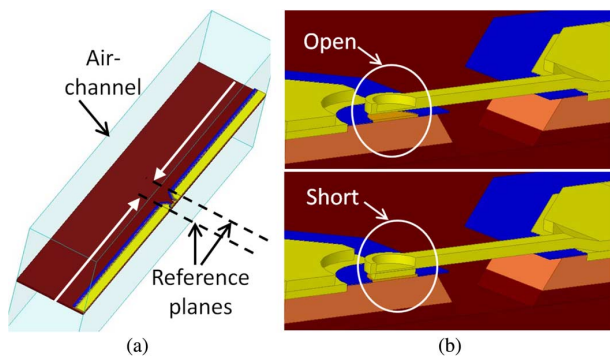 Air-
channel
Reference
planes
(a)
Open
Short
(b)